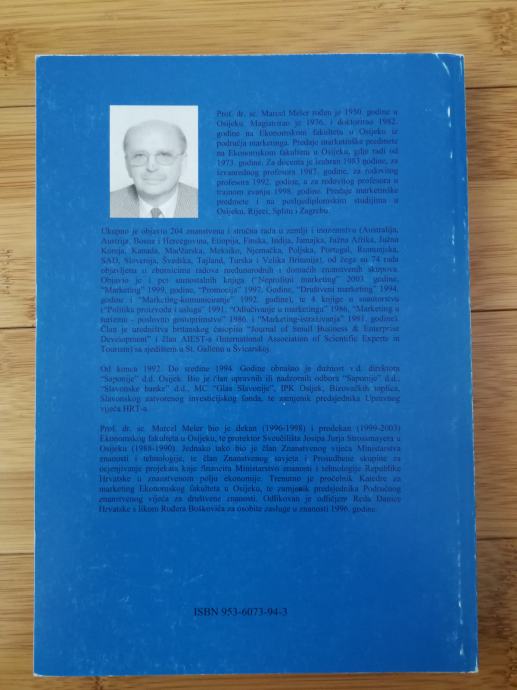 Prof. dr. sc. Marcel Meler rođen je 1950. godine u
Osijeku. Magistrirao je 1976. i doktorirao 1982.
godine na Ekonomskom fakultetu u Osijeku iz
područja marketinga. Predaje marketinške predmete
na Ekonomskom fakultetu u Osijeku, gdje radi od
1973. godine. Za docenta je izabran 1983 godine, za
izvanrednog profesora 1987. godine, za redovitog
profesora 1992. godine, a za redovitog profesora u
trajnom zvanju 1998. godine. Predaje marketinške
predmete i na poslijediplomskim studijima u
Osijeku, Rijeci, Splitu i Zagrebu.
Ukupno je objavio 204 znanstvena i stručna rada u zemlji i inozemstvu (Australija,
Austrija, Bosna i Hercegovina, Etiopija, Finska, Indija, Jamajka, Južna Afrika, Južna
Koreja, Kanada, Mađarska, Meksiko, Njemačka, Poljska, Portugal, Rumunjska,
SAD, Slovenija, Švedska, Tajland, Turska i Velika Britanija), od čega su 74 rada
objavljena u zbornicima radova međunarodnih i domaćih znanstvenih skupova.
Objavio je i pet samostalnih knjiga ("Neprofitni marketing" 2003. godine,
"Marketing" 1999. godine, "Promocija" 1997. Godine, "Društveni marketing" 1994.
godine i "Marketing-komuniciranje" 1992. godine), te 4 knjige u suautorstvu
("Politika proizvoda i usluga" 1991, "Odlučivanje u marketingu" 1986, "Marketing u
turizmu - poslovno gostoprimstvo" 1986. i "Marketing-istraživanja" 1981. godine).
Član je uredništva britanskog časopisa "Journal of Small Business & Enterprise
Development" i član AIEST-a (International Association of Scientific Experts in
Tourism) sa sjedištem u St. Gallenu u Švicarskoj.
Od konca 1992. Do sredine 1994. Godine obnašao je dužnost v.d. direktora
"Saponije" d.d. Osijek. Bio je član upravnih ili nadzornih odbora "Saponije" d.d.,
"Slavonske banke" d.d., MC "Glas Slavonije", IPK Osijek, Bizovačkih toplica,
Slavonskog zatvorenog investicijskog fonda, te zamjenik predsjednika Upravnog
vijeća HRT-a.
Prof. dr. sc. Marcel Meler bio je dekan (1996-1998) i prodekan (1999-2003)
Ekonomskog fakulteta u Osijeku, te protektor Sveučilišta Josipa Jurja Strossmayera u
Osijeku (1988-1990). Jednako tako bio je član Znanstvenog vijeća Ministarstva
znanosti i tehnologije, te član Znanstvenog savjeta i Prosudbene skupine za
ocjenjivanje projekata koje financira Ministarstvo znanosti i tehnologije Republike
Hrvatske u znanstvenom polju ekonomije. Trenutno je pročelnik Katedre za
marketing Ekonomskog fakulteta u Osijeku, te zamjenik predsjednika Područnog
znanstvenog vijeća za društvene znanosti. Odlikovan je odličjem Reda Danice
Hrvatske s likom Ruđera Boškovića za osobite zasluge u znanosti 1996. godine.
ISBN 953-6073-94-3